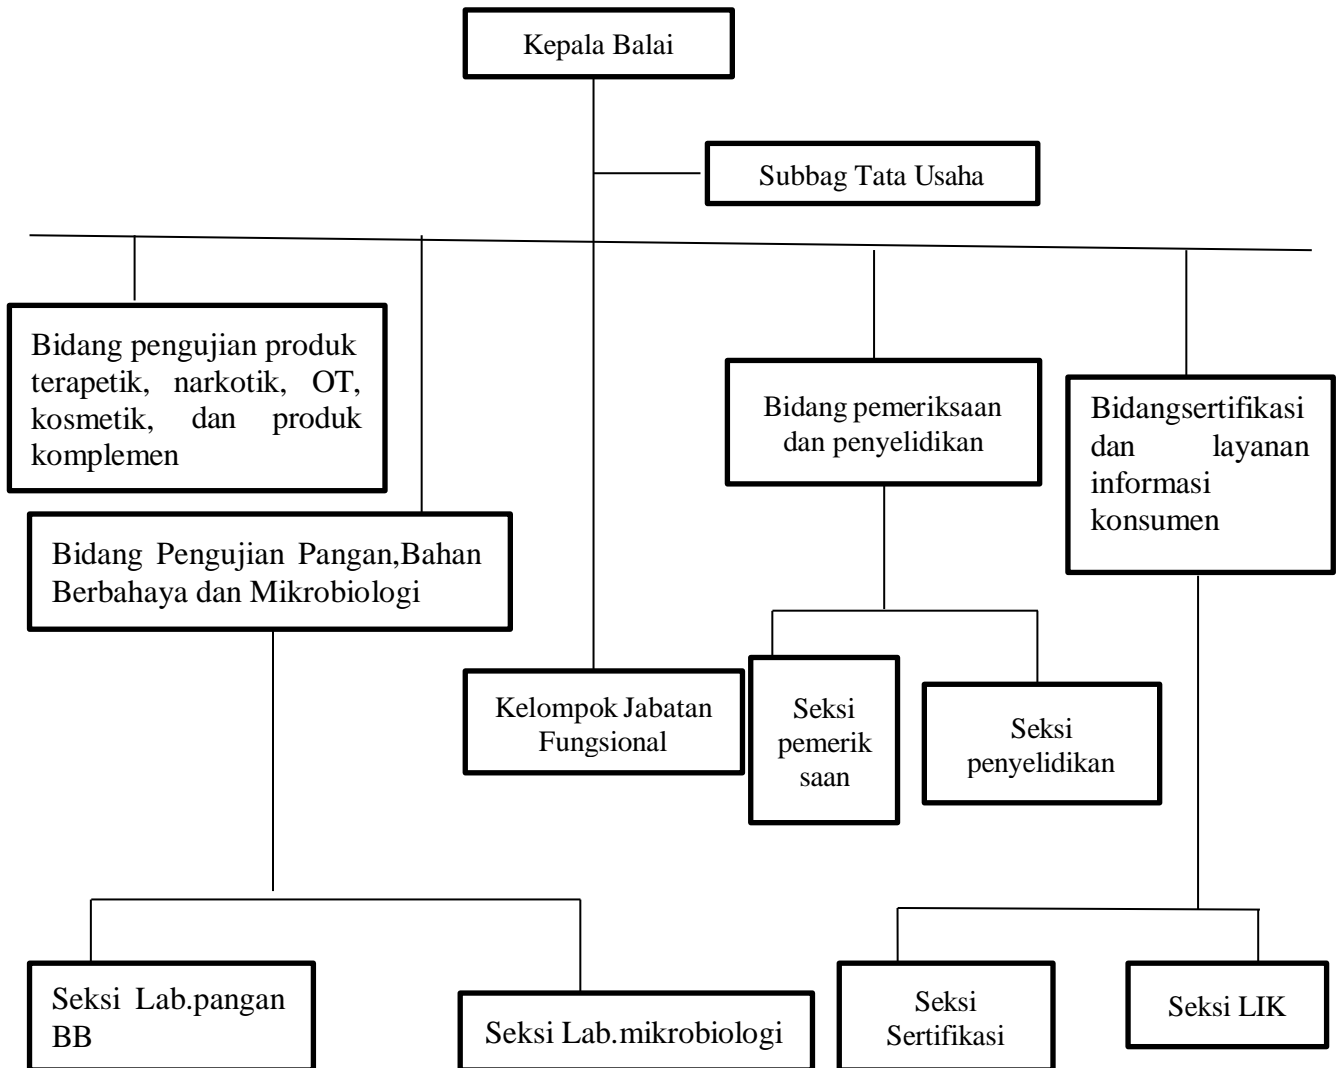 Kepala Balai
Subbag Tata Usaha
Bidang pengujian produk
terapetik, narkotik, OT,
kosmetik, dan produk
komplemen
Bidang pemeriksaan
dan penyelidikan
Bidangsertifikasi
dan layanan
informasi
konsumen
Bidang Pengujian Pangan,Bahan
Berbahaya dan Mikrobiologi
Kelompok Jabatan
Fungsional
Seksi
pemerik
saan
Seksi
penyelidikan
Seksi Lab.pangan
BB
Seksi Lab.mikrobiologi
Seksi
Sertifikasi
Seksi LIK